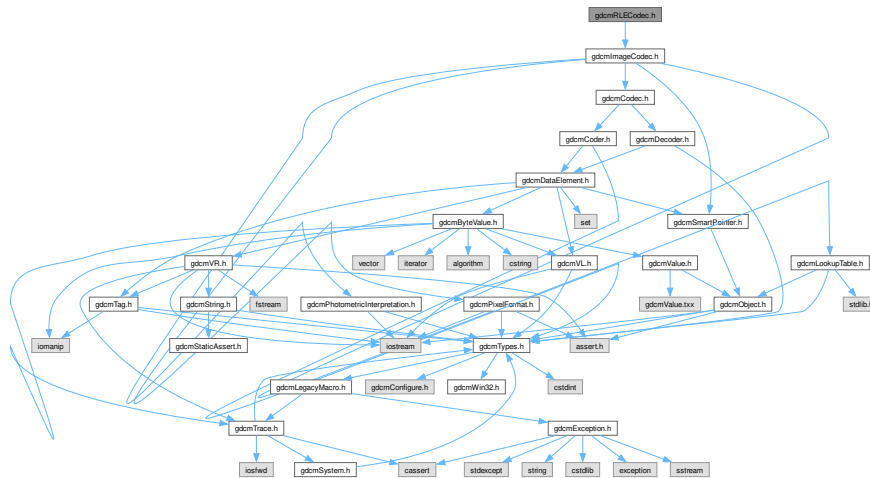 gdcmRLECodec.h
gdcmImageCodec.h
gdcmCodec.h
gdcmCoder.h
gdcmDecoder.h
gdcmDataElement.h
gdcmByteValue.h
set
gdcmSmartPointer.h
gdcmVR.h
vector
iterator
algorithm
cstring
gdcmVL.h
gdcmValue.h
gdcmLookupTable.h
gdcmTag.h
gdcmString.h
fstream
gdcmPhotometricInterpretation.h
gdcmPixelFormat.h
gdcmValue.txx
gdcmObject.h
stdlib.h
iomanip
gdcmStaticAssert.h
iostream
gdcmTypes.h
assert.h
gdcmLegacyMacro.h
gdcmConfigure.h
gdcmWin32.h
cstdint
gdcmTrace.h
gdcmException.h
iosfwd
gdcmSystem.h
cassert
stdexcept
string
cstdlib
exception
sstream